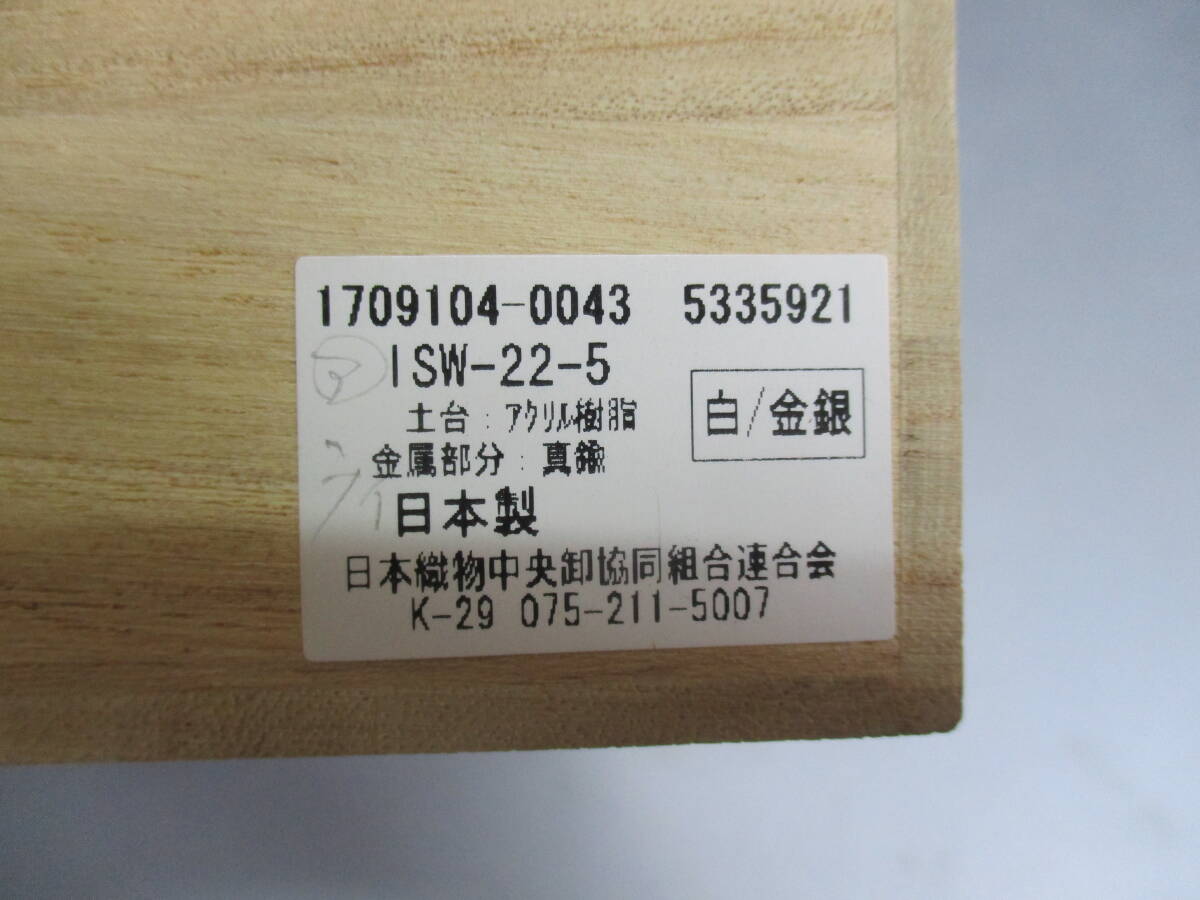 1709104-0043 5335921
ISW-22-5
土台：アクリル樹脂
白/金銀
金属部分：真鍮
日本製
日本織物中央卸協同組合連合会
K-29 075-211-5007